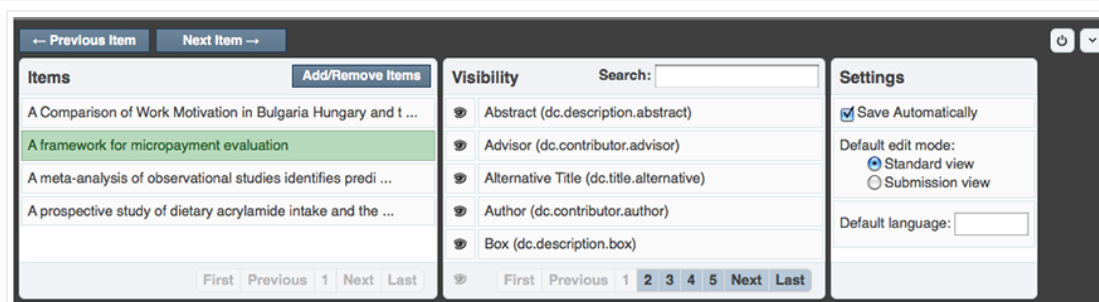 ← Previous Item Next Item →
Items Add/Remove Items
A Comparison of Work Motivation in Bulgaria Hungary and t ...
A framework for micropayment evaluation
A meta-analysis of observational studies identifies predi ...
A prospective study of dietary acrylamide intake and the ...
First Previous 1 Next Last
Visibility Search:
Abstract (dc.description.abstract)
Advisor (dc.contributor.advisor)
Alternative Title (dc.title.alternative)
Author (dc.contributor.author)
Box (dc.description.box)
First Previous 1 2 3 4 5 Next Last
Settings
Save Automatically
Default edit mode:
Standard view
Submission view
Default language: